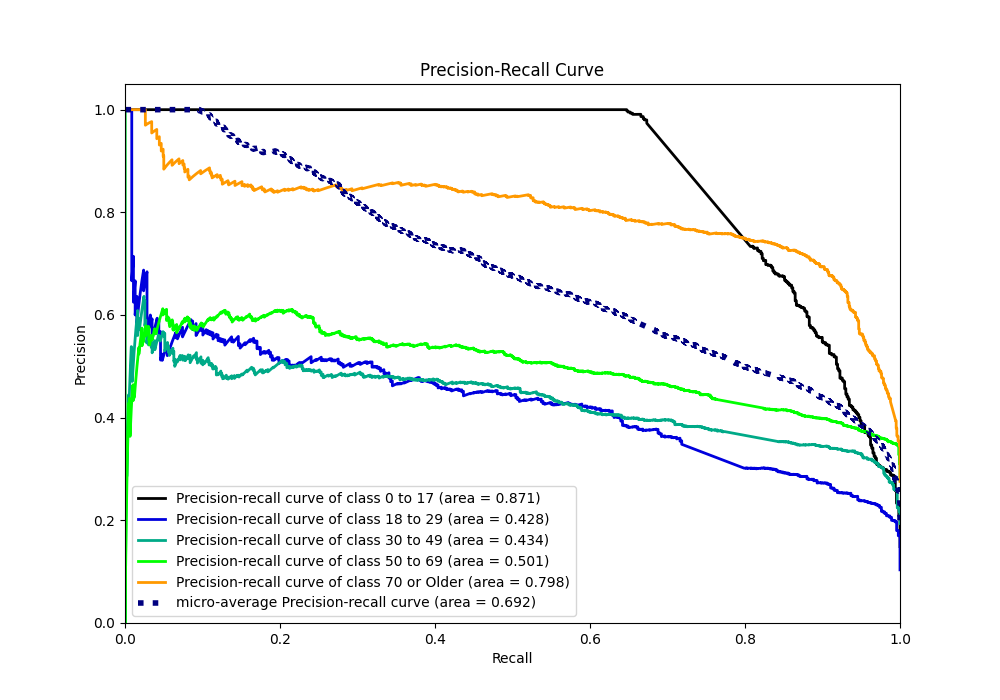 Precision-Recall Curve
1.0
0.8
0.6
0.4
0.2
0.0
Precision
Precision-recall curve of class 0 to 17 (area = 0.871)
Precision-recall curve of class 18 to 29 (area = 0.428)
Precision-recall curve of class 30 to 49 (area = 0.434)
Precision-recall curve of class 50 to 69 (area = 0.501)
Precision-recall curve of class 70 or Older (area = 0.798)
micro-average Precision-recall curve (area = 0.692)
0.0 0.2 0.4 0.6 0.8 1.0
Recall